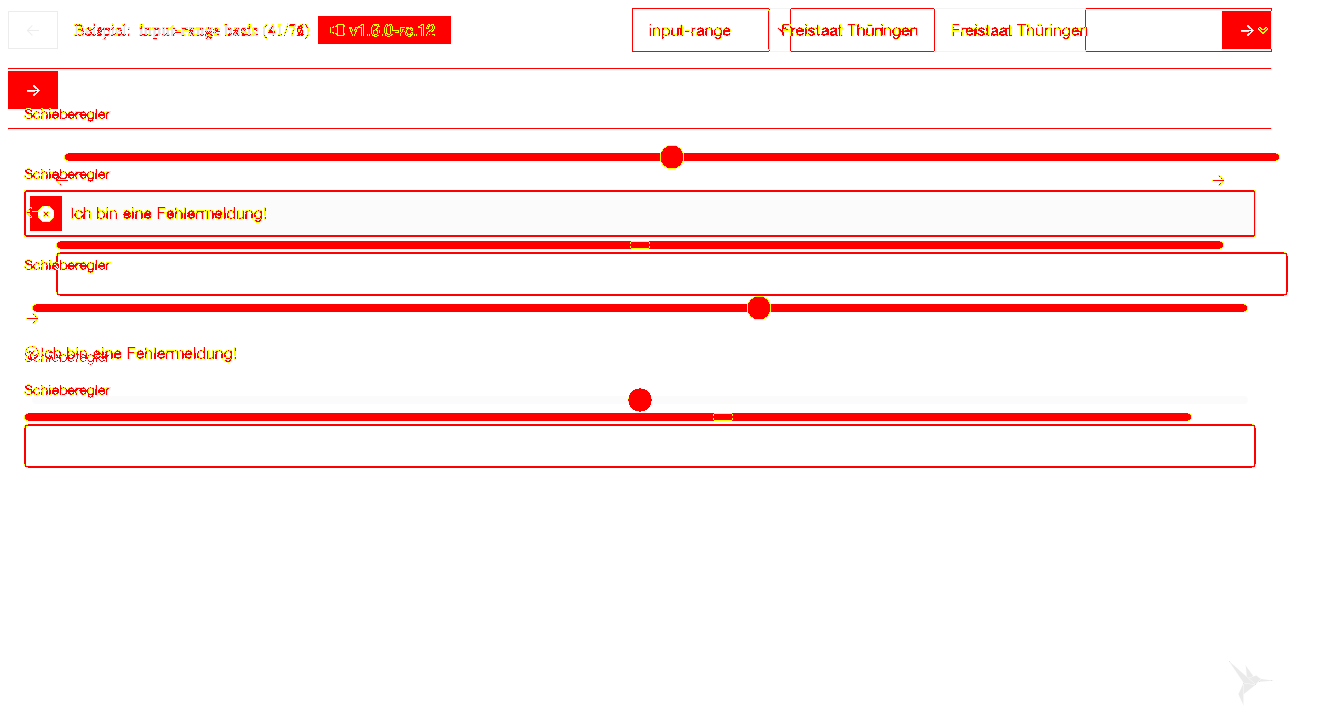 Beispiel: input-range basic (41/76) v1.6.0-rc.12 input-range Freistaat Thüringen Freistaat Thüringen
Schieberegler
Schieberegler
Ich bin eine Fehlermeldung!
Schieberegler
Ich bin eine Fehlermeldung!
Schieberegler
Schieberegler